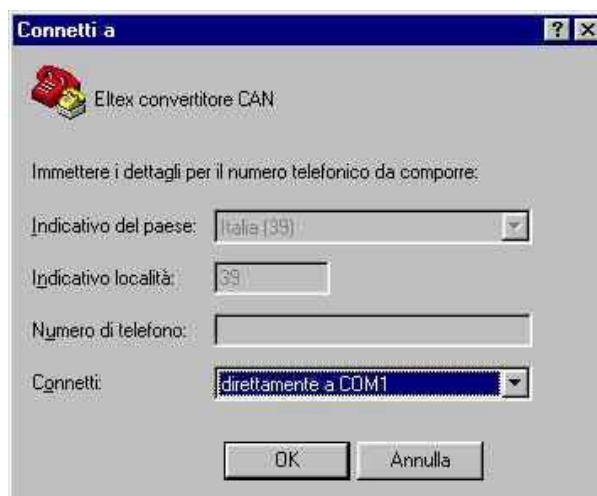 Connetti a
Eltex convertitore CAN
Immettere i dettagli per il numero telefonico da comporre:
Indicativo del paese: Italia (39)
Indicativo località: 39
Numero di telefono:
Connetti: direttamente a COM1
OK Annulla